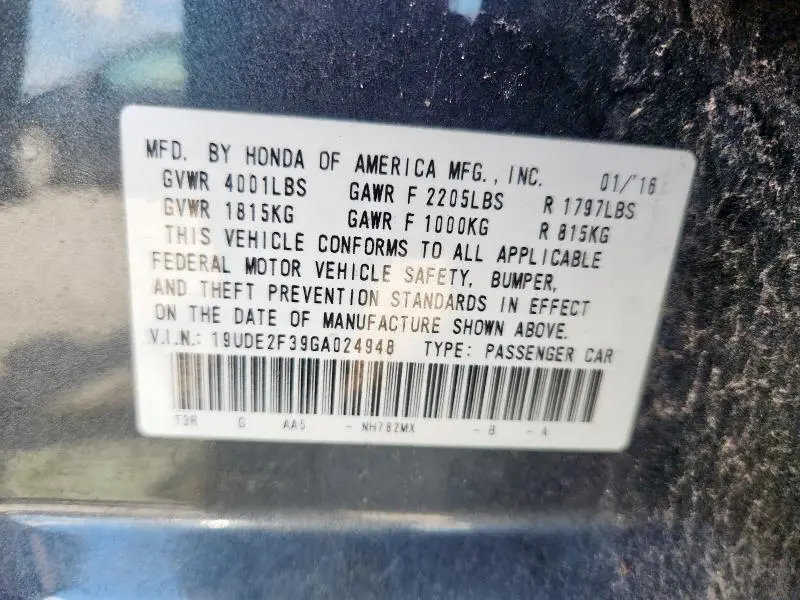 MFD. BY HONDA OF AMERICA MFG., INC. 01/'16
GVWR 4001LBS GAWR F 2205LBS R 1797LBS
GVWR 1815KG GAWR F 1000KG R 815KG
THIS VEHICLE CONFORMS TO ALL APPLICABLE
FEDERAL MOTOR VEHICLE SAFETY, BUMPER,
AND THEFT PREVENTION STANDARDS IN EFFECT
ON THE DATE OF MANUFACTURE SHOWN ABOVE.
V.I.N.: 19UDE2F39GA024948 TYPE: PASSENGER CAR
T3R G AA5 - NH782MX - B - A